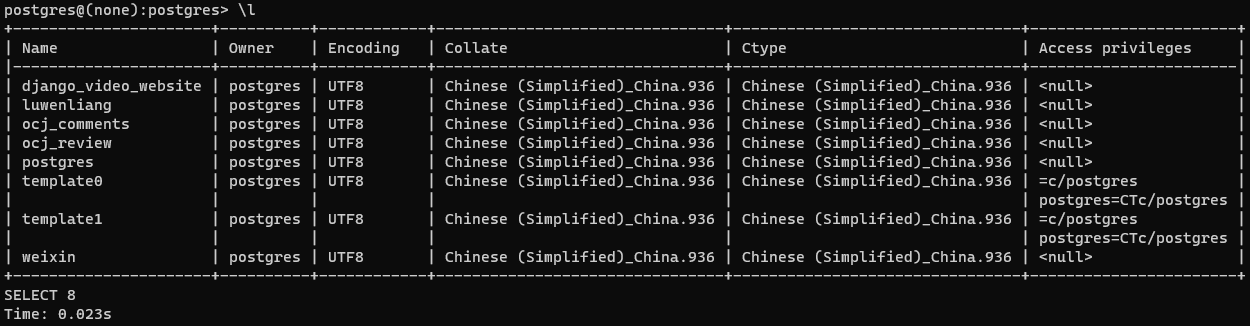 postgres@(none):postgres> \l
+----------------------+----------+------------+--------------------------------+--------------------------------+-----------------------+
| Name                 | Owner    | Encoding   | Collate                        | Ctype                          | Access privileges     |
|----------------------+----------+------------+--------------------------------+--------------------------------+-----------------------|
| django_video_website | postgres | UTF8       | Chinese (Simplified)_China.936 | Chinese (Simplified)_China.936 | <null>                |
| luwenliang           | postgres | UTF8       | Chinese (Simplified)_China.936 | Chinese (Simplified)_China.936 | <null>                |
| ocj_comments         | postgres | UTF8       | Chinese (Simplified)_China.936 | Chinese (Simplified)_China.936 | <null>                |
| ocj_review           | postgres | UTF8       | Chinese (Simplified)_China.936 | Chinese (Simplified)_China.936 | <null>                |
| postgres             | postgres | UTF8       | Chinese (Simplified)_China.936 | Chinese (Simplified)_China.936 | <null>                |
| template0            | postgres | UTF8       | Chinese (Simplified)_China.936 | Chinese (Simplified)_China.936 | =c/postgres           |
|                      |          |            |                                |                                | postgres=CTc/postgres |
| template1            | postgres | UTF8       | Chinese (Simplified)_China.936 | Chinese (Simplified)_China.936 | =c/postgres           |
|                      |          |            |                                |                                | postgres=CTc/postgres |
| weixin               | postgres | UTF8       | Chinese (Simplified)_China.936 | Chinese (Simplified)_China.936 | <null>                |
+----------------------+----------+------------+--------------------------------+--------------------------------+-----------------------+
SELECT 8
Time: 0.023s